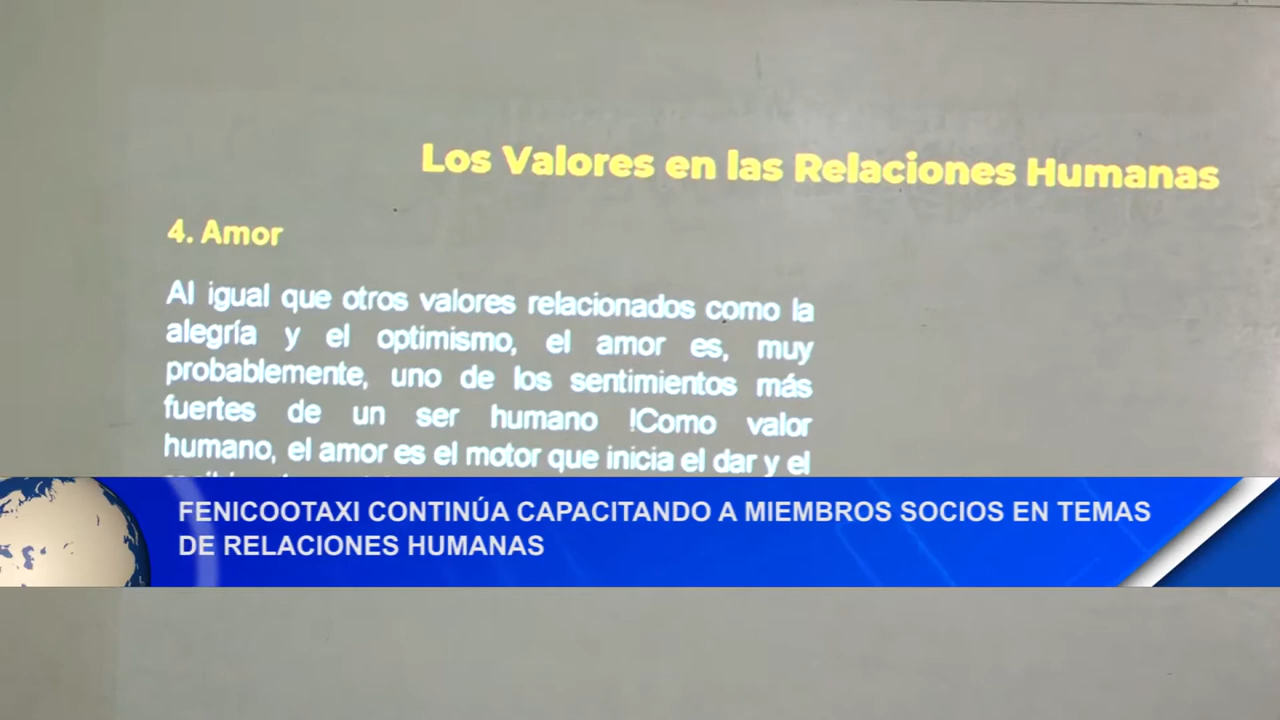 Los Valores en las Relaciones Humanas
4. Amor
Al igual que otros valores relacionados como la
alegría y el optimismo, el amor es, muy
probablemente, uno de los sentimientos más
fuertes de un ser humano !Como valor
humano, el amor es el motor que inicia el dar y el
FENICOOTAXI CONTINÚA CAPACITANDO A MIEMBROS SOCIOS EN TEMAS
DE RELACIONES HUMANAS